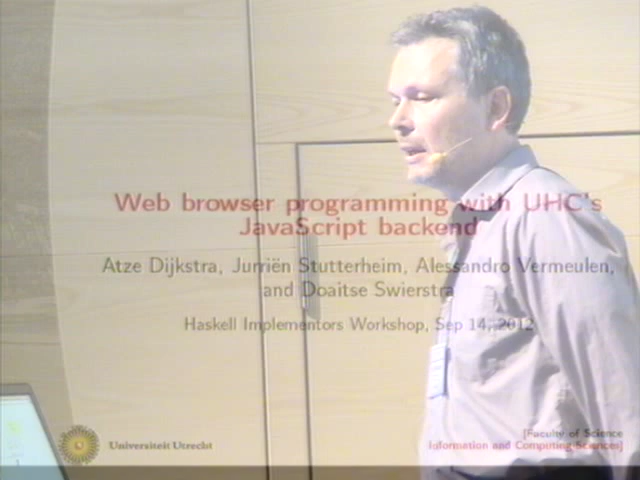 Web browser programming with UHC's
JavaScript backend
Atze Dijkstra, Jurriën Stutterheim, Alessandro Vermeulen,
and Doaitse Swierstra
Haskell Implementors Workshop, Sep 14, 2012
Universiteit Utrecht
[Faculty of Science
Information and Computing Sciences]